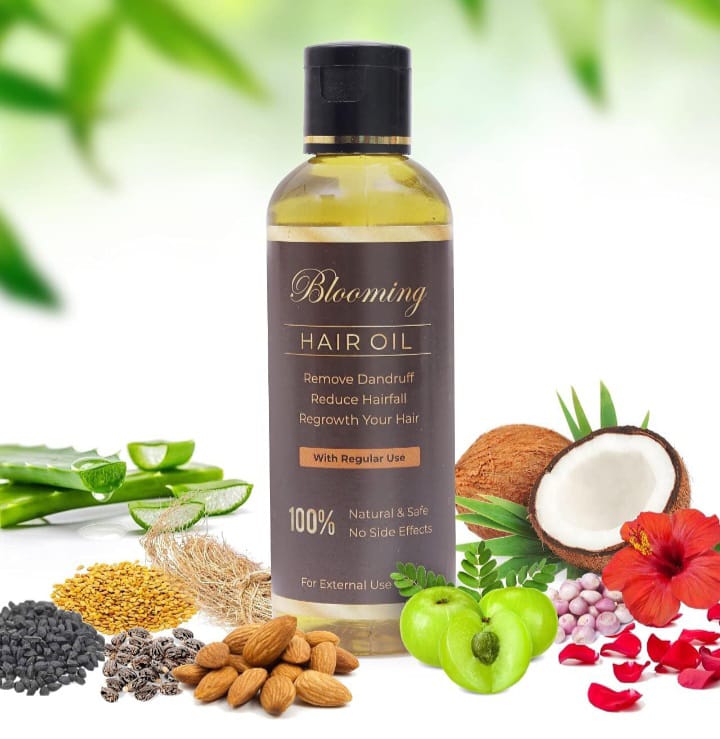 Blooming
HAIR OIL
Remove Dandruff
Reduce Hairfall
Regrowth Your Hair
With Regular Use
100% Natural & Safe
No Side Effects
For External Use